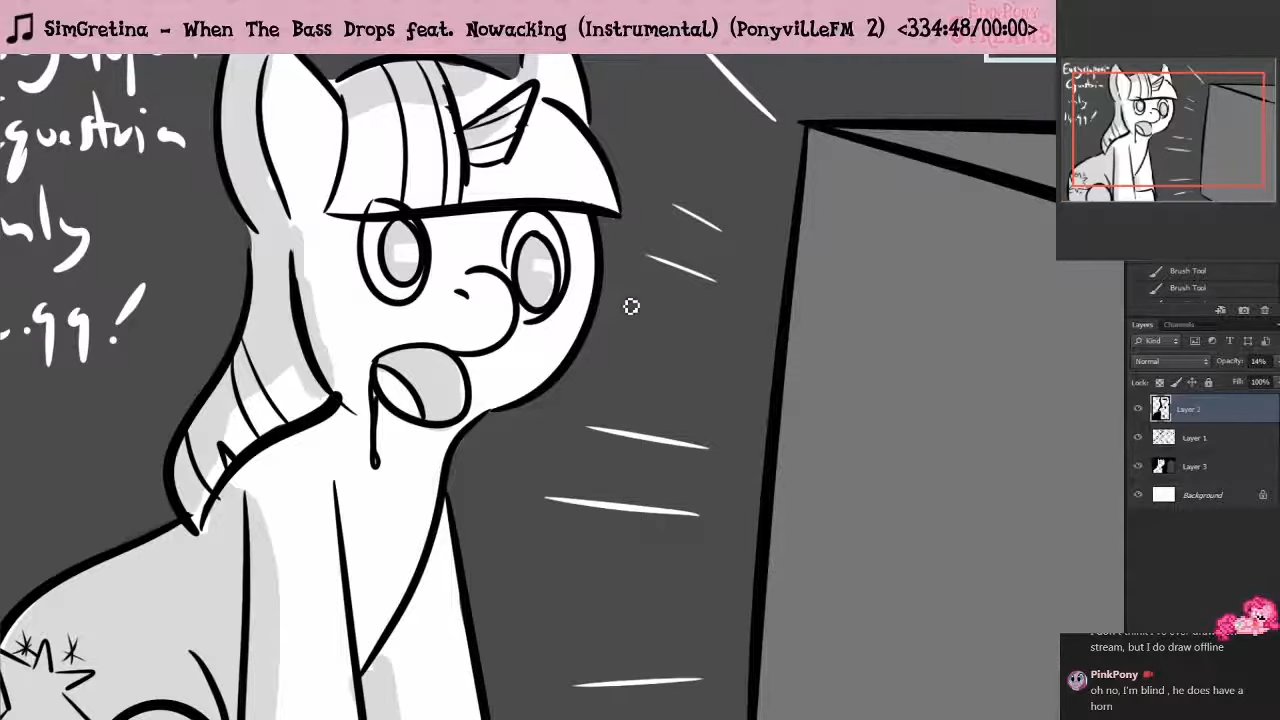 SimGretina - When The Bass Drops feat. Nowacking (Instrumental) (PonyvilleFM 2) <334:48/00:00>
PINKPONY
STREAMS
Equestria
Brush Tool
Brush Tool
Layers Channels
Kind
Normal Opacity: 14%
Lock: Fill: 100%
Layer 2
Layer 1
Layer 3
Background
stream, but I do draw offline
PinkPony
oh no, I'm blind , he does have a
horn